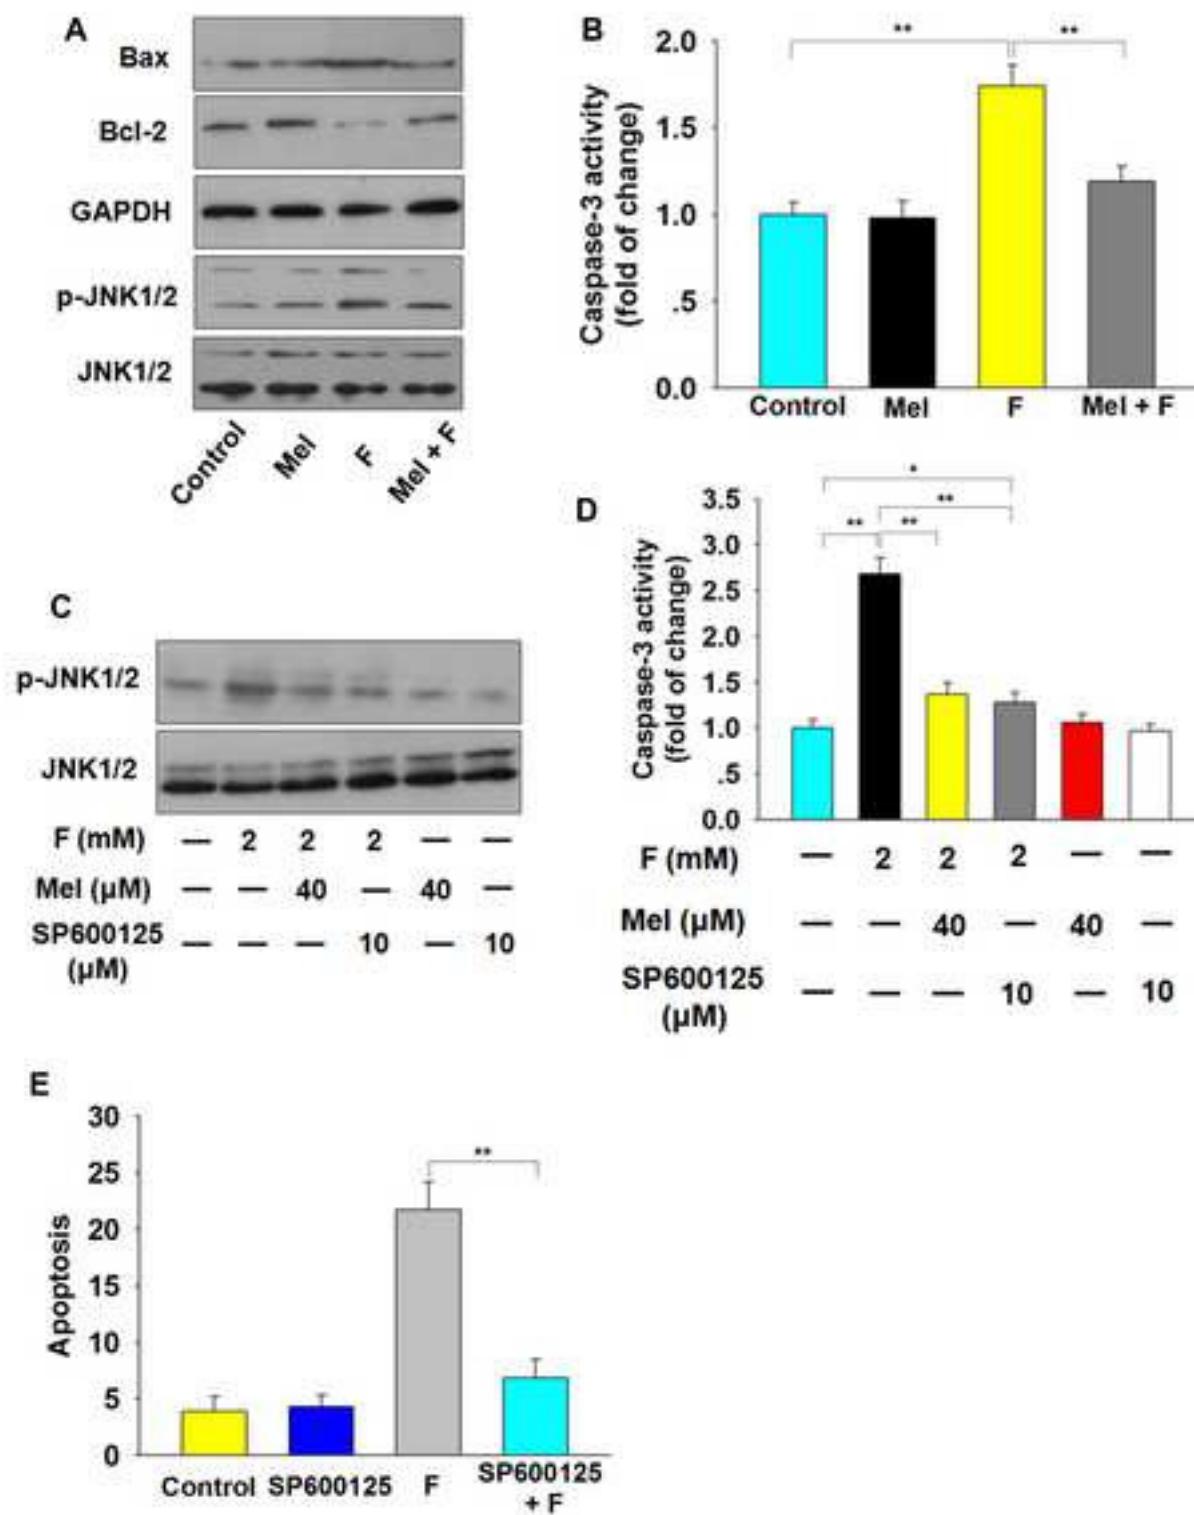 A
Bax
Bcl-2
GAPDH
p-JNK1/2
JNK1/2
Control
Mel
F
Mel + F
B
Caspase-3 activity
(fold of change)
2.0
1.5
1.0
.5
0.0
**
**
Control Mel F Mel + F
C
p-JNK1/2
JNK1/2
F (mM) — 2 2 2 — —
Mel (μM) — — 40 — 40 —
SP600125 — — — 10 — 10
(μM)
D
Caspase-3 activity
(fold of change)
3.5
3.0
2.5
2.0
1.5
1.0
.5
0.0
*
**
** **
F (mM) — 2 2 2 — —
Mel (μM) — — 40 — 40 —
SP600125 — — — 10 — 10
(μM)
E
Apoptosis
30
25
20
15
10
5
0
**
Control SP600125 F SP600125
+ F